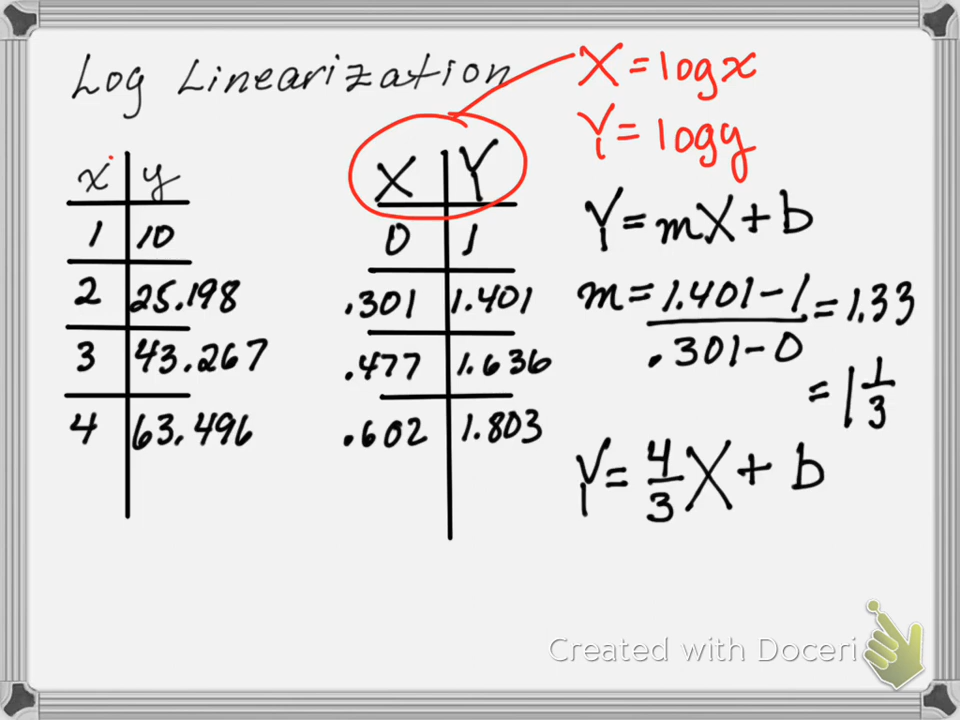 Log Linearization
X = log x
Y = log y
x y
1 10
2 25.198
3 43.267
4 63.496
X Y
0 1
.301 1.401
.477 1.636
.602 1.803
Y = mX + b
m = 1.401 - 1 / .301 - 0 = 1.33
= 1 1/3
Y = 4/3 X + b
Created with Doceri